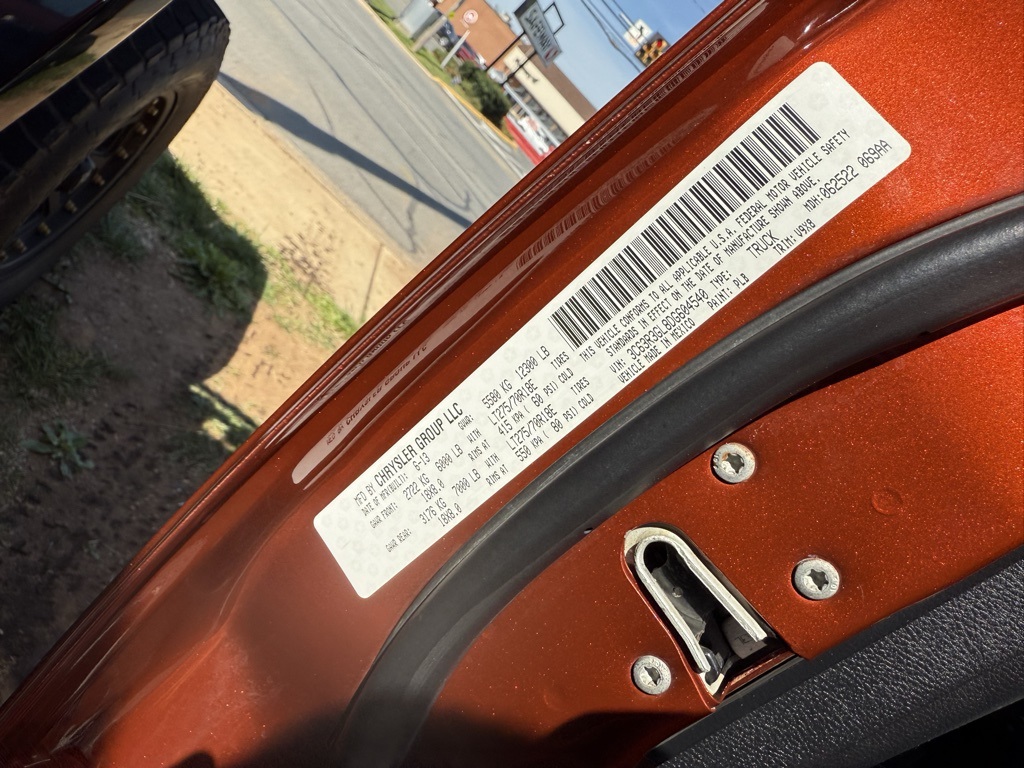 SAFEWAY
MFD BY CHRYSLER GROUP LLC
DATE OF MFR(BUILT): 6-13 GVWR: 5580 KG 12300 LB
GAWR FRONT: 2722 KG 6000 LB WITH LT275/70R18E TIRES
18X8.0 RIMS AT 415 KPA ( 60 PSI) COLD
GAWR REAR: 3176 KG 7000 LB WITH LT275/70R18E TIRES
18X8.0 RIMS AT 550 KPA ( 80 PSI) COLD
THIS VEHICLE CONFORMS TO ALL APPLICABLE U.S.A. FEDERAL MOTOR VEHICLE SAFETY
STANDARDS IN EFFECT ON THE DATE OF MANUFACTURE SHOWN ABOVE.
VIN: TYPE: TRUCK MDH:062522 069AA
VEHICLE MADE IN MEXICO PAINT: PLB TRIM: V9X8